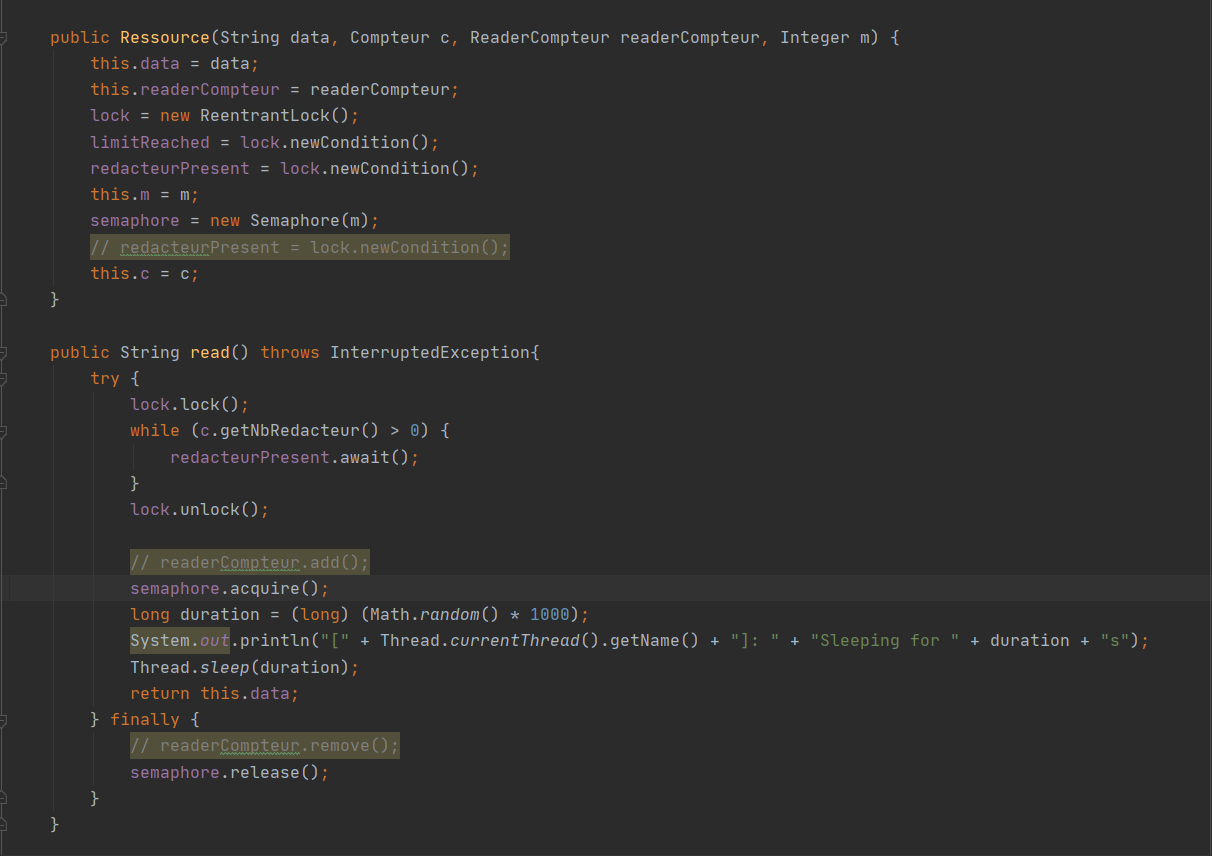 public Ressource(String data, Compteur c, ReaderCompteur readerCompteur, Integer m) {
this.data = data;
this.readerCompteur = readerCompteur;
lock = new ReentrantLock();
limitReached = lock.newCondition();
redacteurPresent = lock.newCondition();
this.m = m;
semaphore = new Semaphore(m);
// redacteurPresent = lock.newCondition();
this.c = c;
}
public String read() throws InterruptedException{
try {
lock.lock();
while (c.getNbRedacteur() > 0) {
redacteurPresent.await();
}
lock.unlock();
// readerCompteur.add();
semaphore.acquire();
long duration = (long) (Math.random() * 1000);
System.out.println("[" + Thread.currentThread().getName() + "]: " + "Sleeping for " + duration + "s");
Thread.sleep(duration);
return this.data;
} finally {
// readerCompteur.remove();
semaphore.release();
}
}